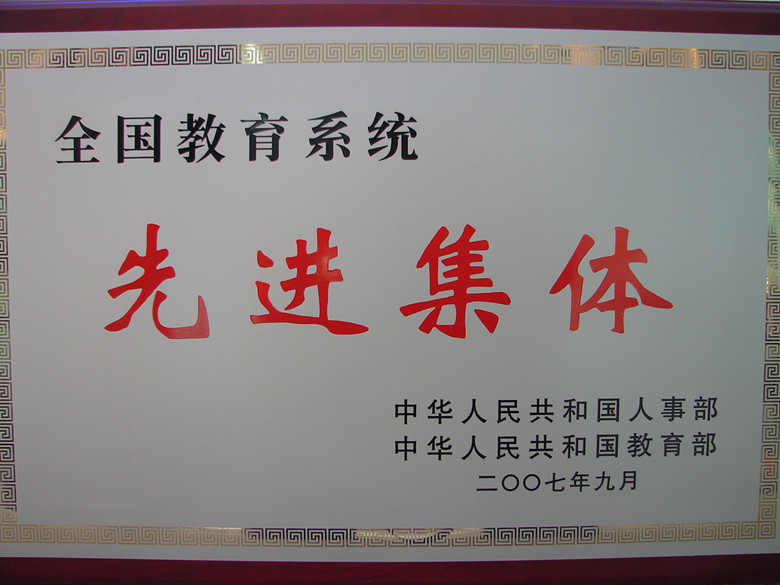 全国教育系统
先进集体
中华人民共和国人事部
中华人民共和国教育部
二〇〇七年九月